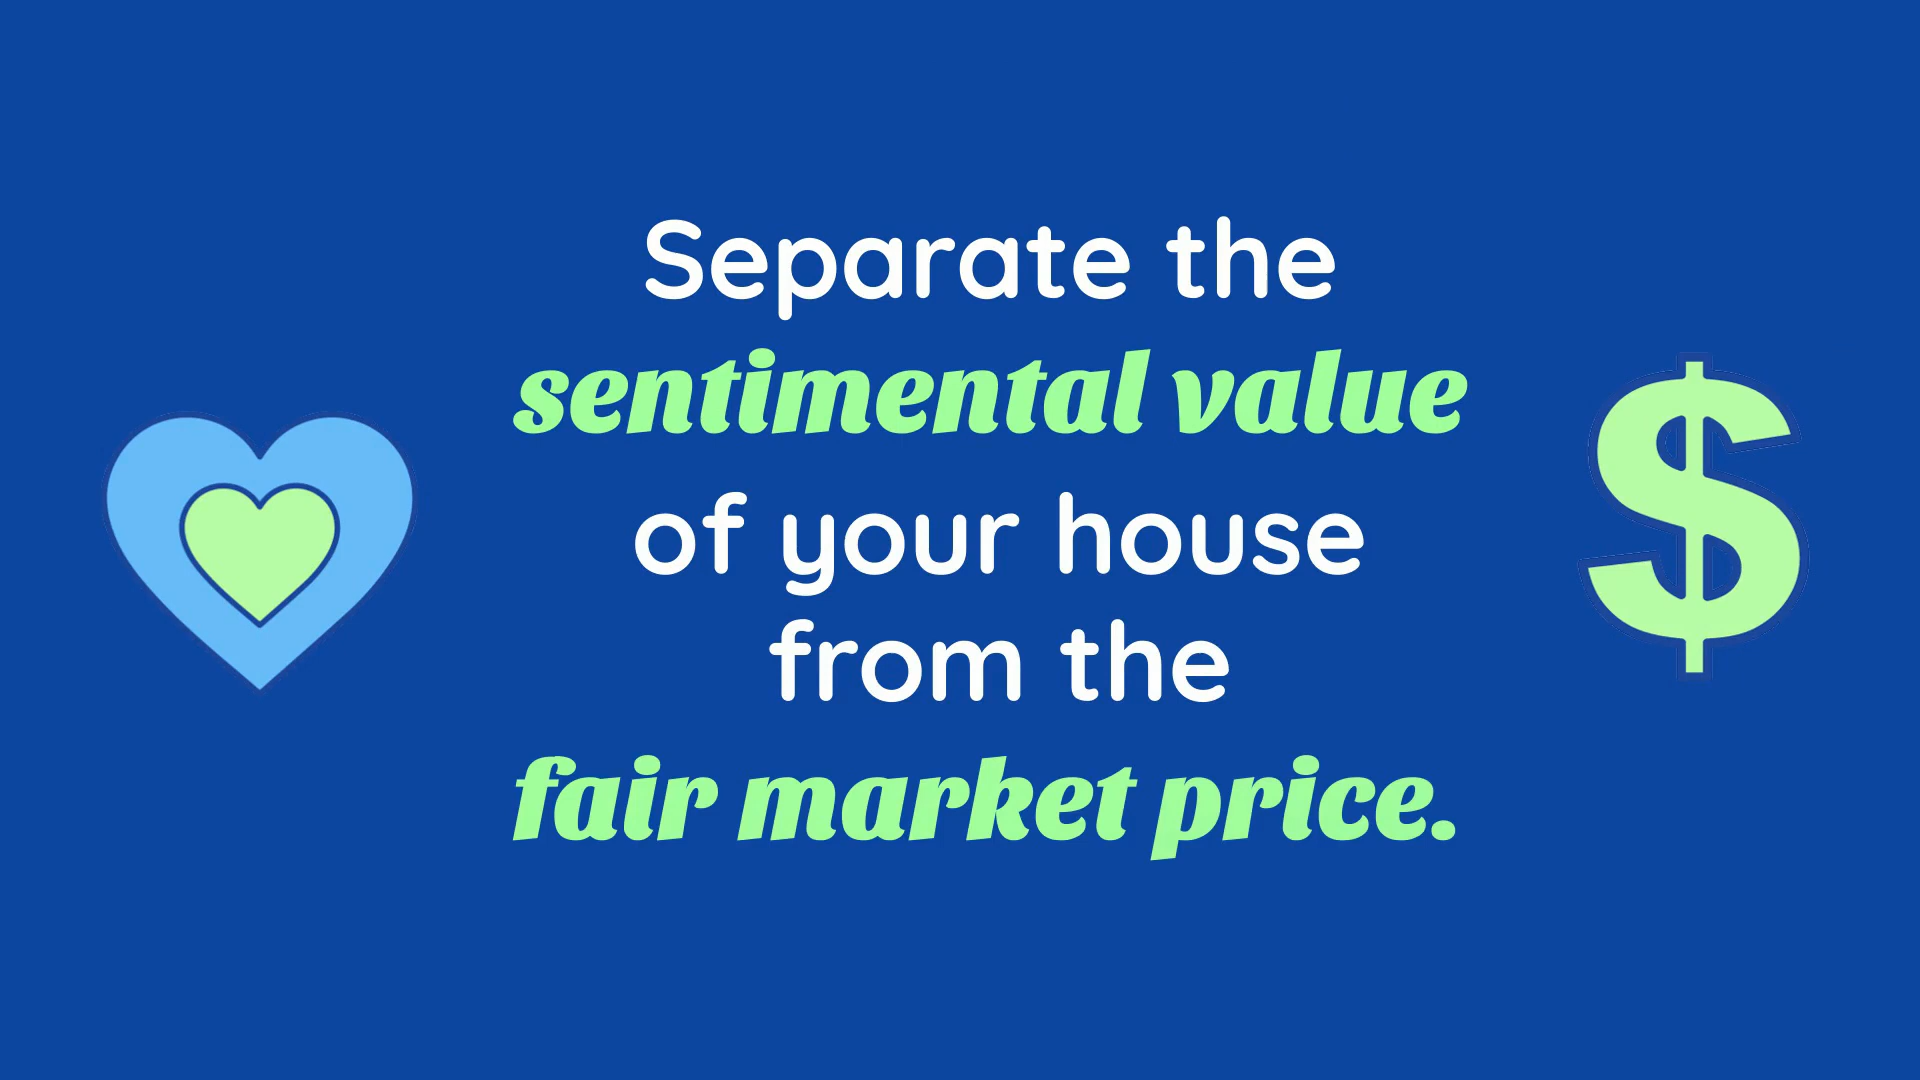 Separate the
sentimental value
of your house
from the
fair market price.
$